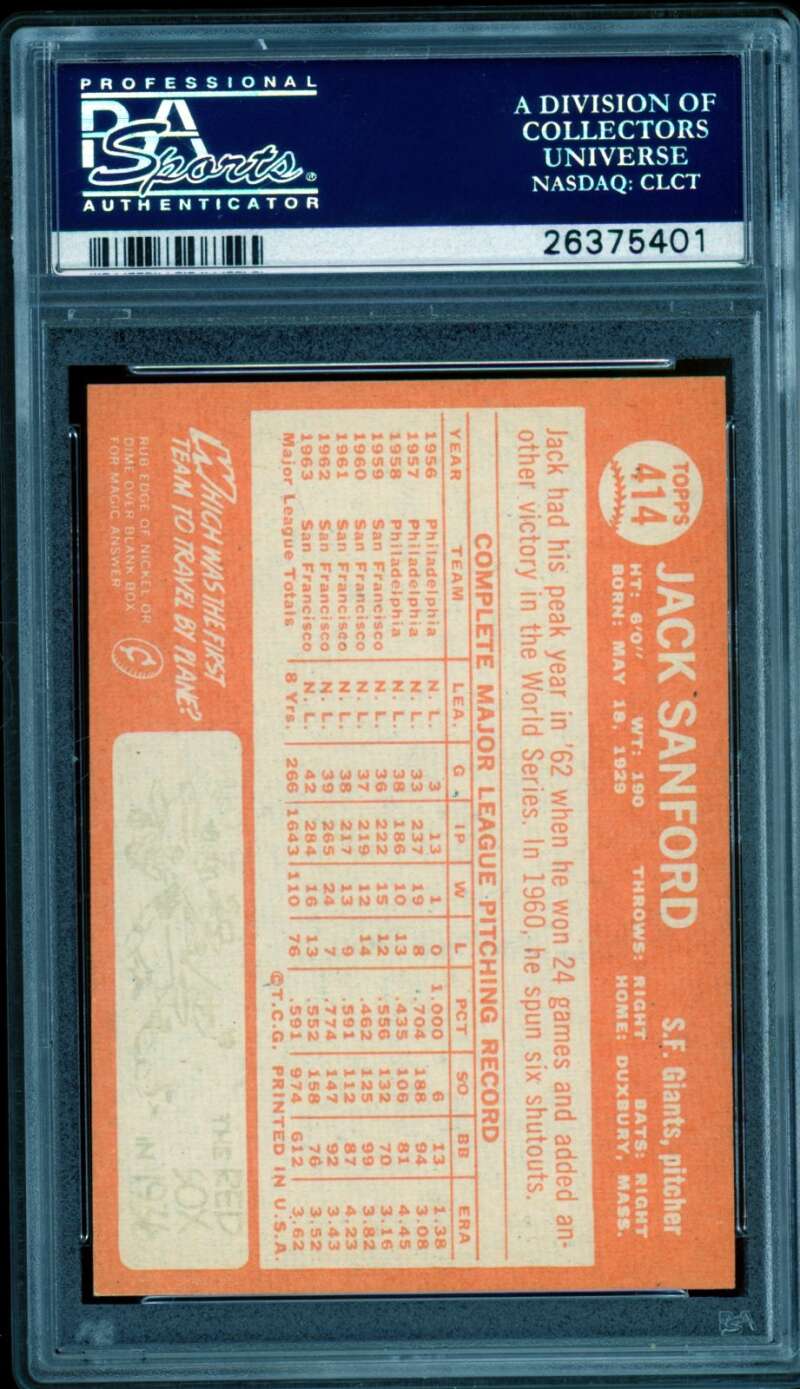 PROFESSIONAL
PSA
Sports®
AUTHENTICATOR
A DIVISION OF
COLLECTORS
UNIVERSE
NASDAQ: CLCT
26375401
TOPPS
414
JACK SANFORD S.F. Giants, pitcher
HT: 6'0" WT: 190 THROWS: RIGHT BATS: RIGHT
BORN: MAY 18, 1929 HOME: DUXBURY, MASS.
Jack had his peak year in '62 when he won 24 games and added an-
other victory in the World Series. In 1960, he spun six shutouts.
COMPLETE MAJOR LEAGUE PITCHING RECORD
YEAR TEAM LEA. G IP W L PCT SO BB ERA
1956 Philadelphia N. L. 3 13 1 0 1.000 6 13 1.38
1957 Philadelphia N. L. 33 237 19 8 .704 188 94 3.08
1958 Philadelphia N. L. 38 186 10 13 .435 106 81 4.45
1959 San Francisco N. L. 36 222 15 12 .556 132 70 3.16
1960 San Francisco N. L. 37 219 12 14 .462 125 99 3.82
1961 San Francisco N. L. 38 217 13 9 .591 112 87 4.23
1962 San Francisco N. L. 39 265 24 7 .774 147 92 3.43
1963 San Francisco N. L. 42 284 16 13 .552 158 76 3.52
Major League Totals 8 Yrs. 266 1643 110 76 .591 974 612 3.62
©T.C.G. PRINTED IN U.S.A.
WHICH WAS THE FIRST
TEAM TO TRAVEL BY PLANE?
RUB EDGE OF NICKEL OR
DIME OVER BLANK BOX
FOR MAGIC ANSWER
THE RED
SOX
IN
PSA